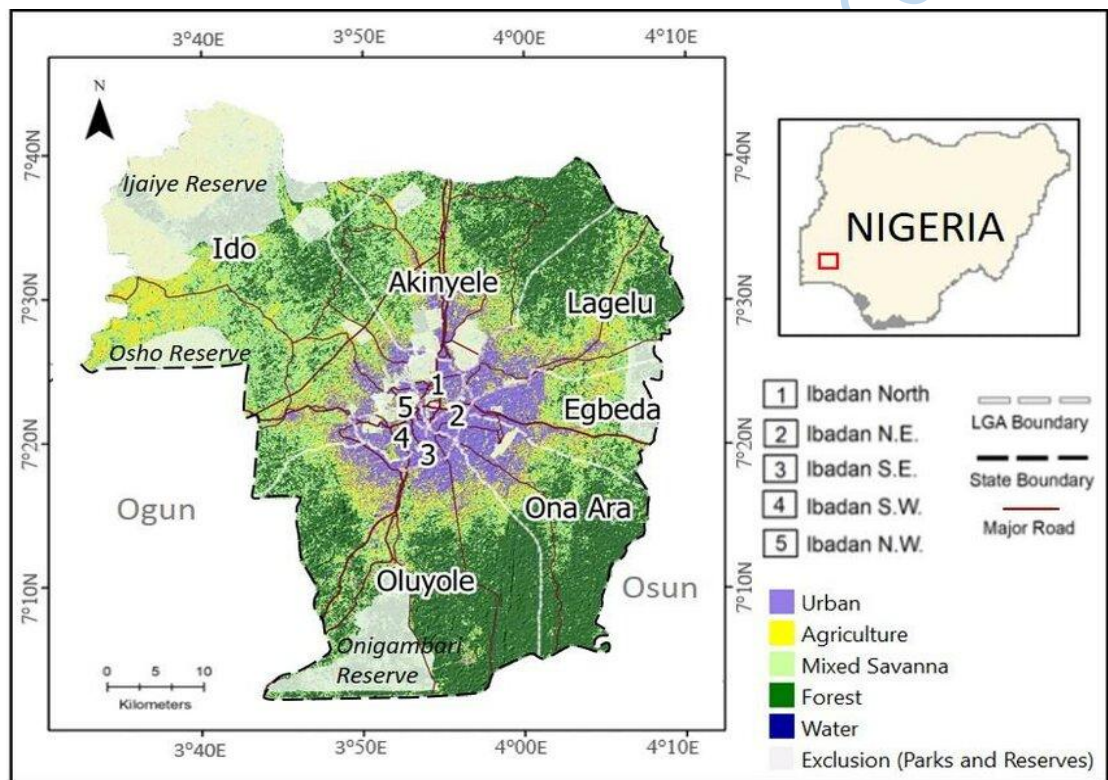 3°40E 3°50E 4°00E 4°10E
N
7°40N 7°40N
Ijaiye Reserve
Ido
Akinyele
7°30N 7°30N
Lagelu
Osho Reserve
1
5
2
Egbeda
4
7°20N 7°20N
3
Ogun
Ona Ara
Oluyole
Osun
7°10N 7°10N
Onigambari
Reserve
0 5 10
Kilometers
3°40E 3°50E 4°00E 4°10E
NIGERIA
1 Ibadan North
2 Ibadan N.E.
3 Ibadan S.E.
4 Ibadan S.W.
5 Ibadan N.W.
LGA Boundary
State Boundary
Major Road
Urban
Agriculture
Mixed Savanna
Forest
Water
Exclusion (Parks and Reserves)